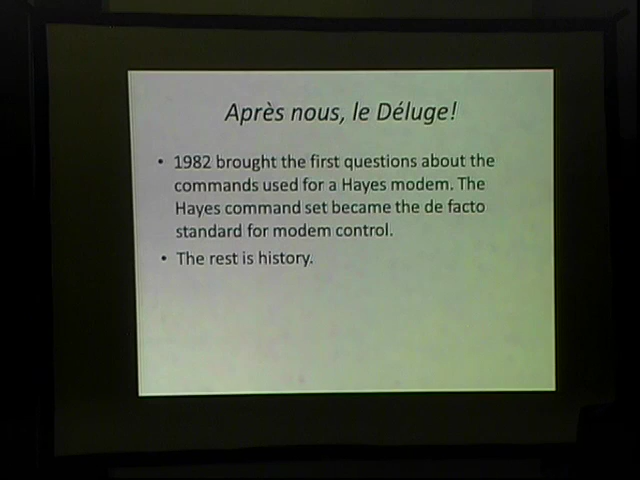 Après nous, le Déluge!
• 1982 brought the first questions about the
commands used for a Hayes modem. The
Hayes command set became the de facto
standard for modem control.
• The rest is history.